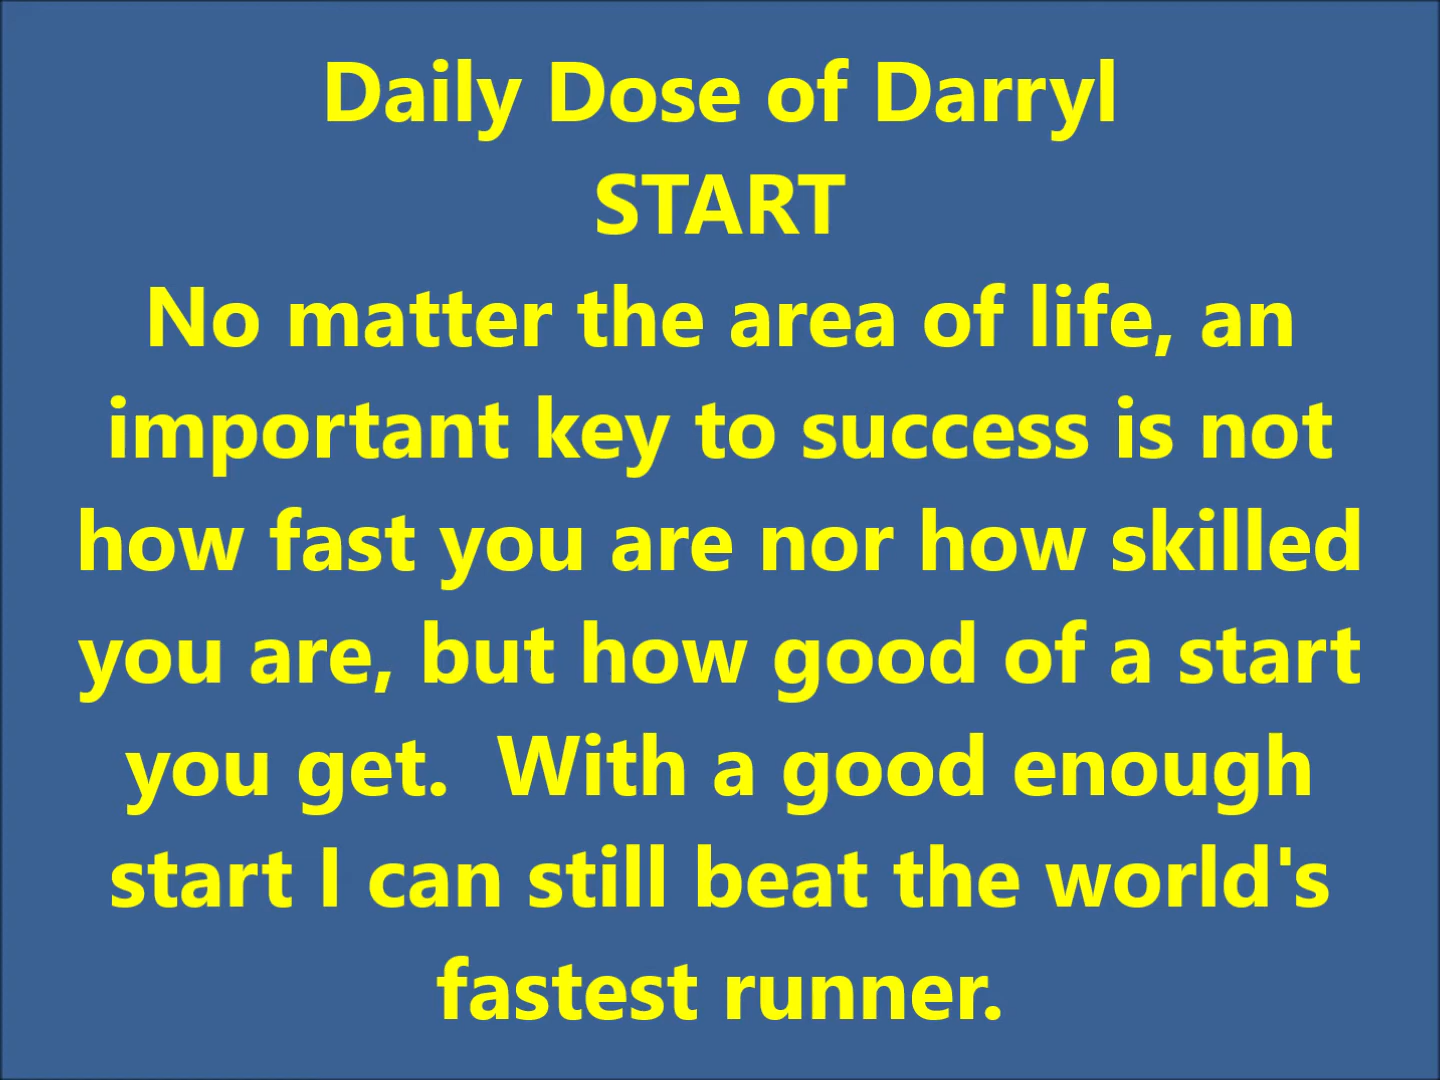 Daily Dose of Darryl
START
No matter the area of life, an
important key to success is not
how fast you are nor how skilled
you are, but how good of a start
you get.  With a good enough
start I can still beat the world's
fastest runner.